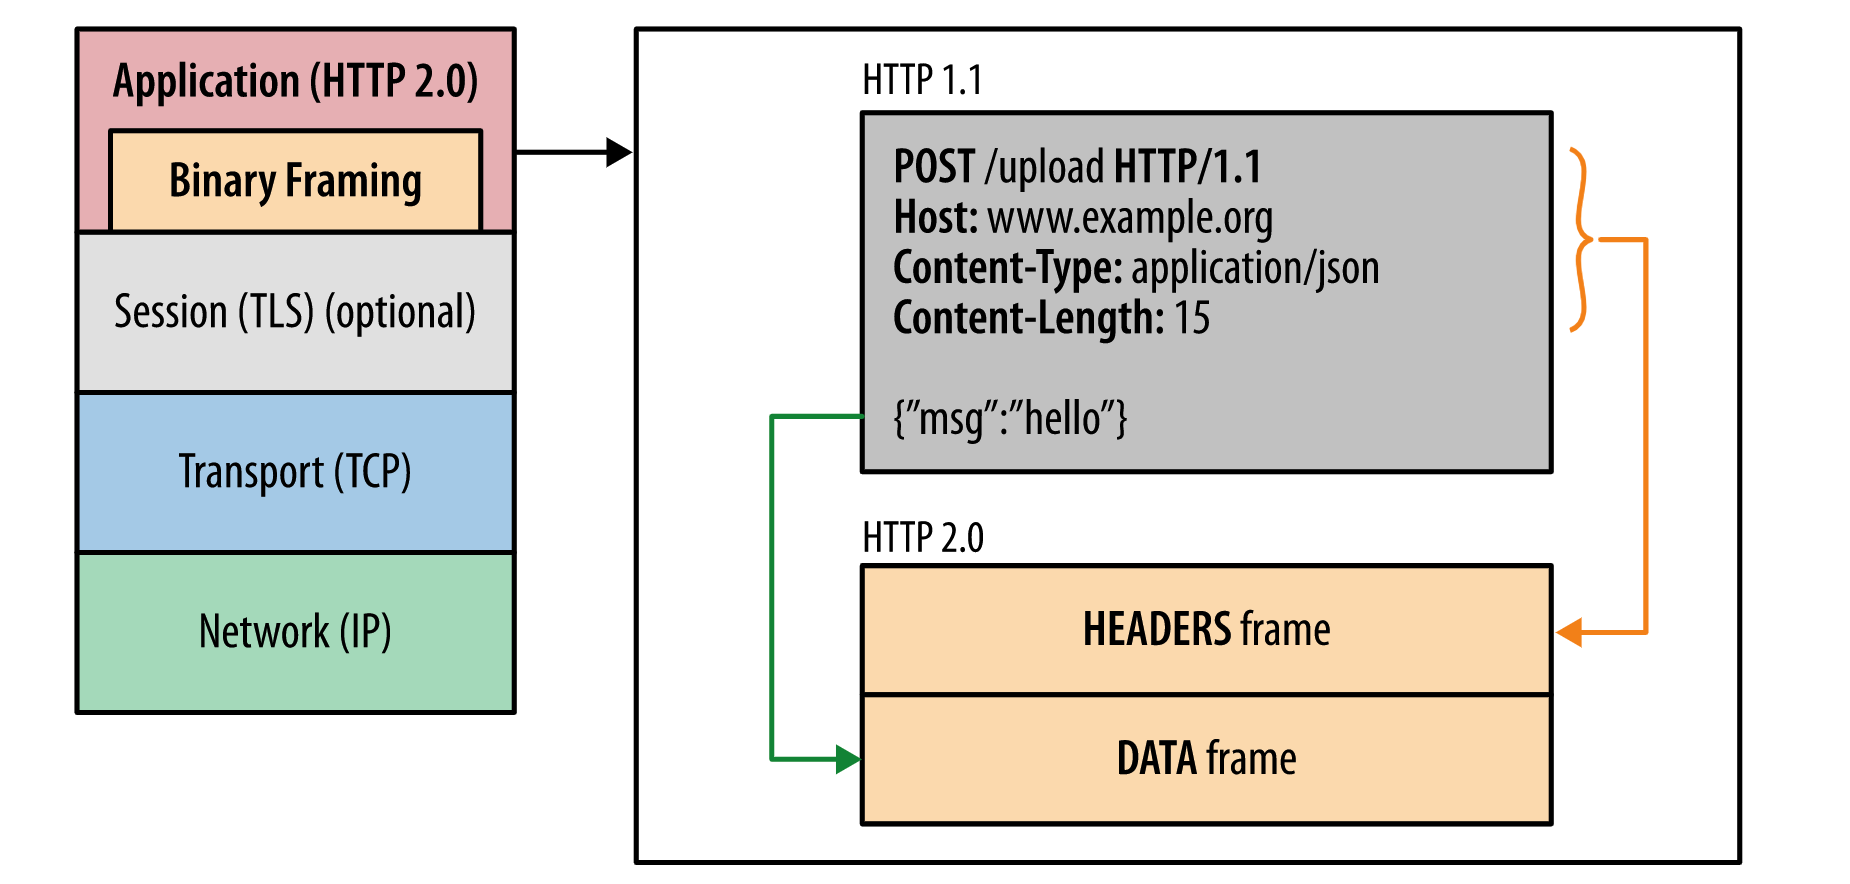 Application (HTTP 2.0)
Binary Framing
Session (TLS) (optional)
Transport (TCP)
Network (IP)
HTTP 1.1
POST /upload HTTP/1.1
Host: www.example.org
Content-Type: application/json
Content-Length: 15
{”msg”:”hello”}
HTTP 2.0
HEADERS frame
DATA frame